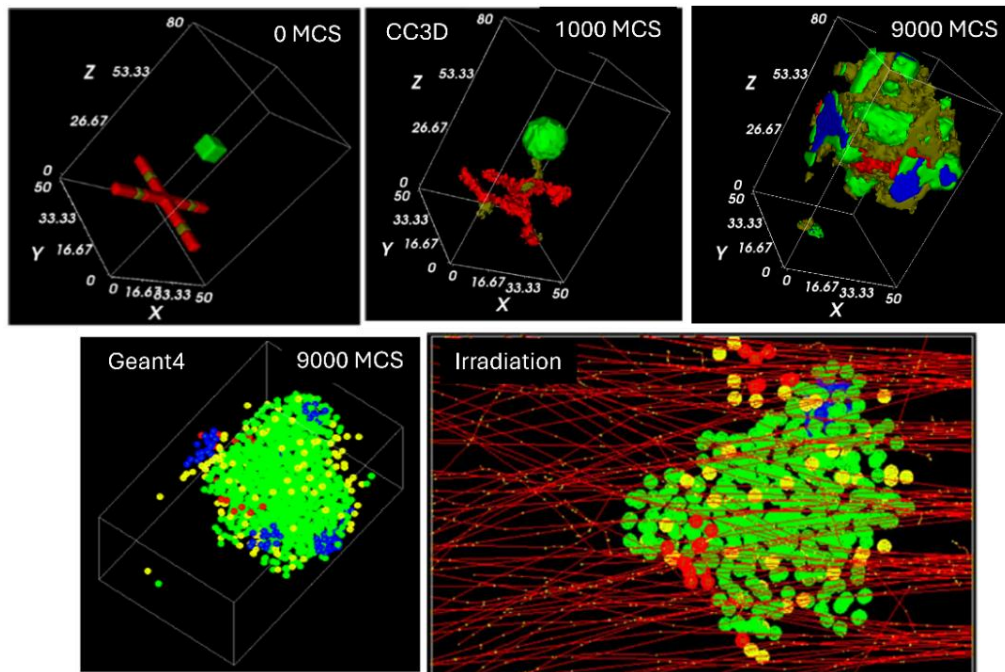 80
0 MCS
Z
53.33
26.67
0
50
33.33
Y
16.67
0
0
16.67
33.33
50
X
80
CC3D
1000 MCS
Z
53.33
26.67
0
50
33.33
Y
16.67
0
0
16.67
33.33
50
X
80
9000 MCS
Z
53.33
26.67
0
50
33.33
Y
16.67
0
0
16.67
33.33
50
X
Geant4
9000 MCS
Irradiation